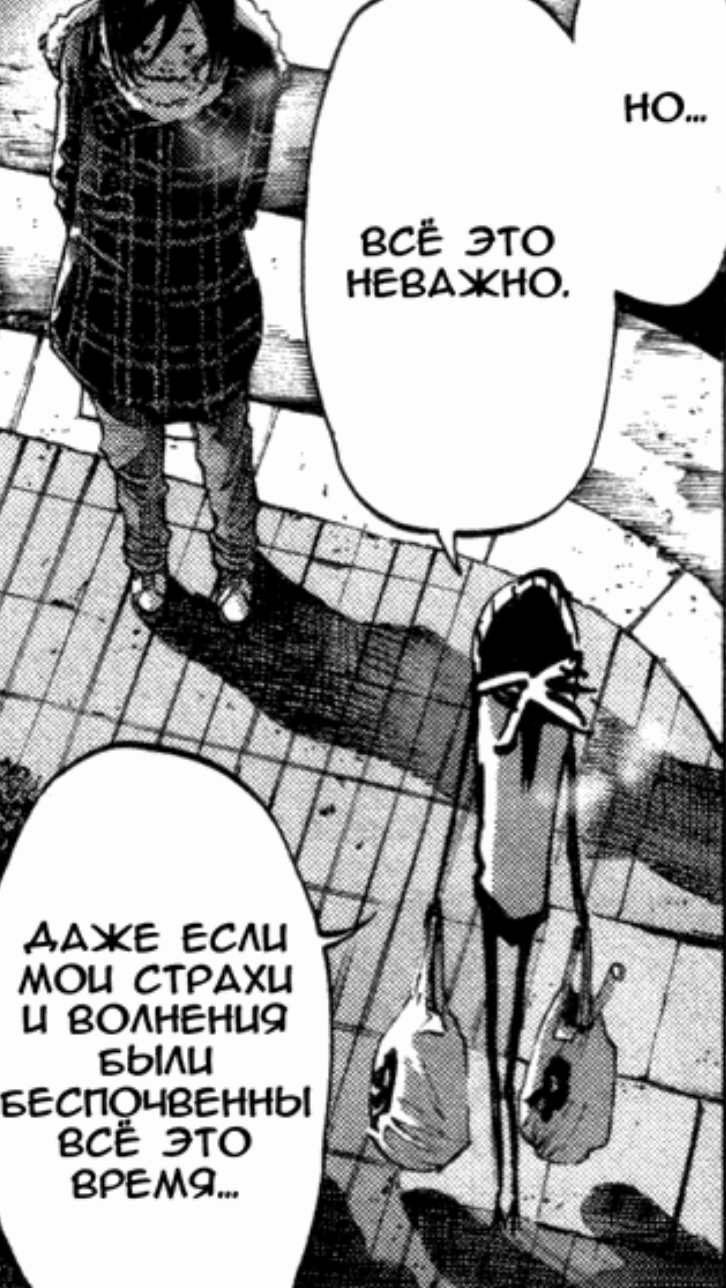 НО...
ВСЁ ЭТО
НЕВАЖНО.
ДАЖЕ ЕСЛИ
МОИ СТРАХИ
И ВОЛНЕНИЯ
БЫЛИ
БЕСПОЧВЕННЫ
ВСЁ ЭТО
ВРЕМЯ...